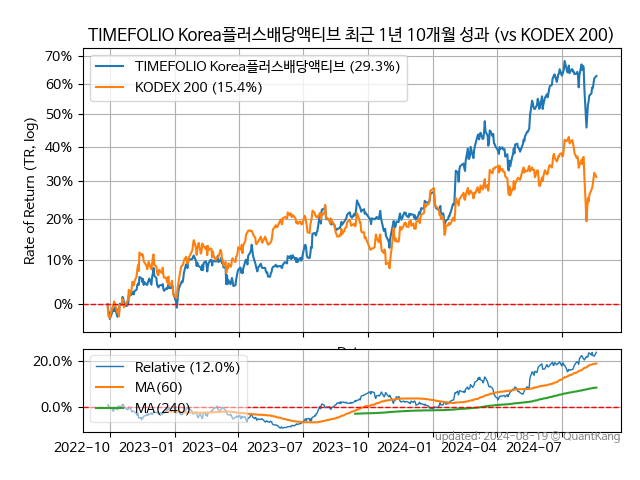 TIMEFOLIO Korea플러스배당액티브 최근 1년 10개월 성과 (vs KODEX 200)
70%
60%
50%
40%
30%
20%
10%
0%
Rate of Return (TR, log)
TIMEFOLIO Korea플러스배당액티브 (29.3%)
KODEX 200 (15.4%)
20.0%
0.0%
Relative (12.0%)
MA(60)
MA(240)
2022-10 2023-01 2023-04 2023-07 2023-10 2024-01 2024-04 2024-07
updated: 2024-08-19 © QuantKang